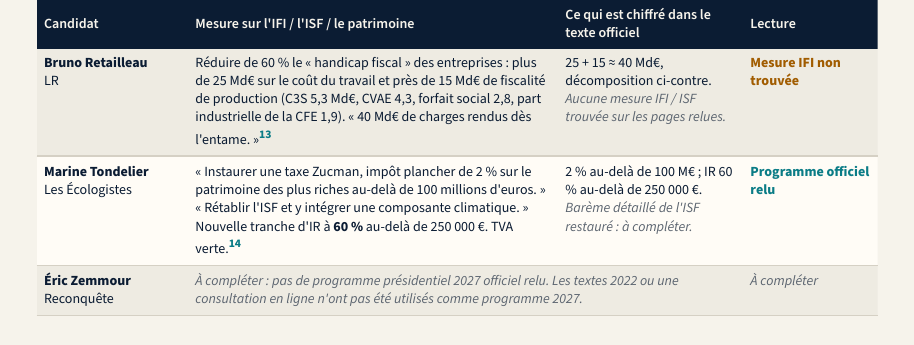 Candidat
Mesure sur l'IFI / l'ISF / le patrimoine
Ce qui est chiffré dans le
texte officiel
Lecture
Bruno Retailleau
LR
Réduire de 60 % le « handicap fiscal » des entreprises : plus
de 25 Md€ sur le coût du travail et près de 15 Md€ de fiscalité
de production (C3S 5,3 Md€, CVAE 4,3, forfait social 2,8, part
industrielle de la CFE 1,9). « 40 Md€ de charges rendus dès
l'entame. »13
25 + 15 ≈ 40 Md€,
décomposition ci-contre.
Aucune mesure IFI / ISF
trouvée sur les pages relues.
Mesure IFI non
trouvée
Marine Tondelier
Les Écologistes
« Instaurer une taxe Zucman, impôt plancher de 2 % sur le
patrimoine des plus riches au-delà de 100 millions d'euros. »
« Rétablir l'ISF et y intégrer une composante climatique. »
Nouvelle tranche d'IR à 60 % au-delà de 250 000 €. TVA
verte.14
2 % au-delà de 100 M€ ; IR 60
% au-delà de 250 000 €.
Barème détaillé de l'ISF
restauré : à compléter.
Programme officiel
relu
Éric Zemmour
Reconquête
À compléter : pas de programme présidentiel 2027 officiel relu. Les textes 2022 ou une
consultation en ligne n'ont pas été utilisés comme programme 2027.
À compléter